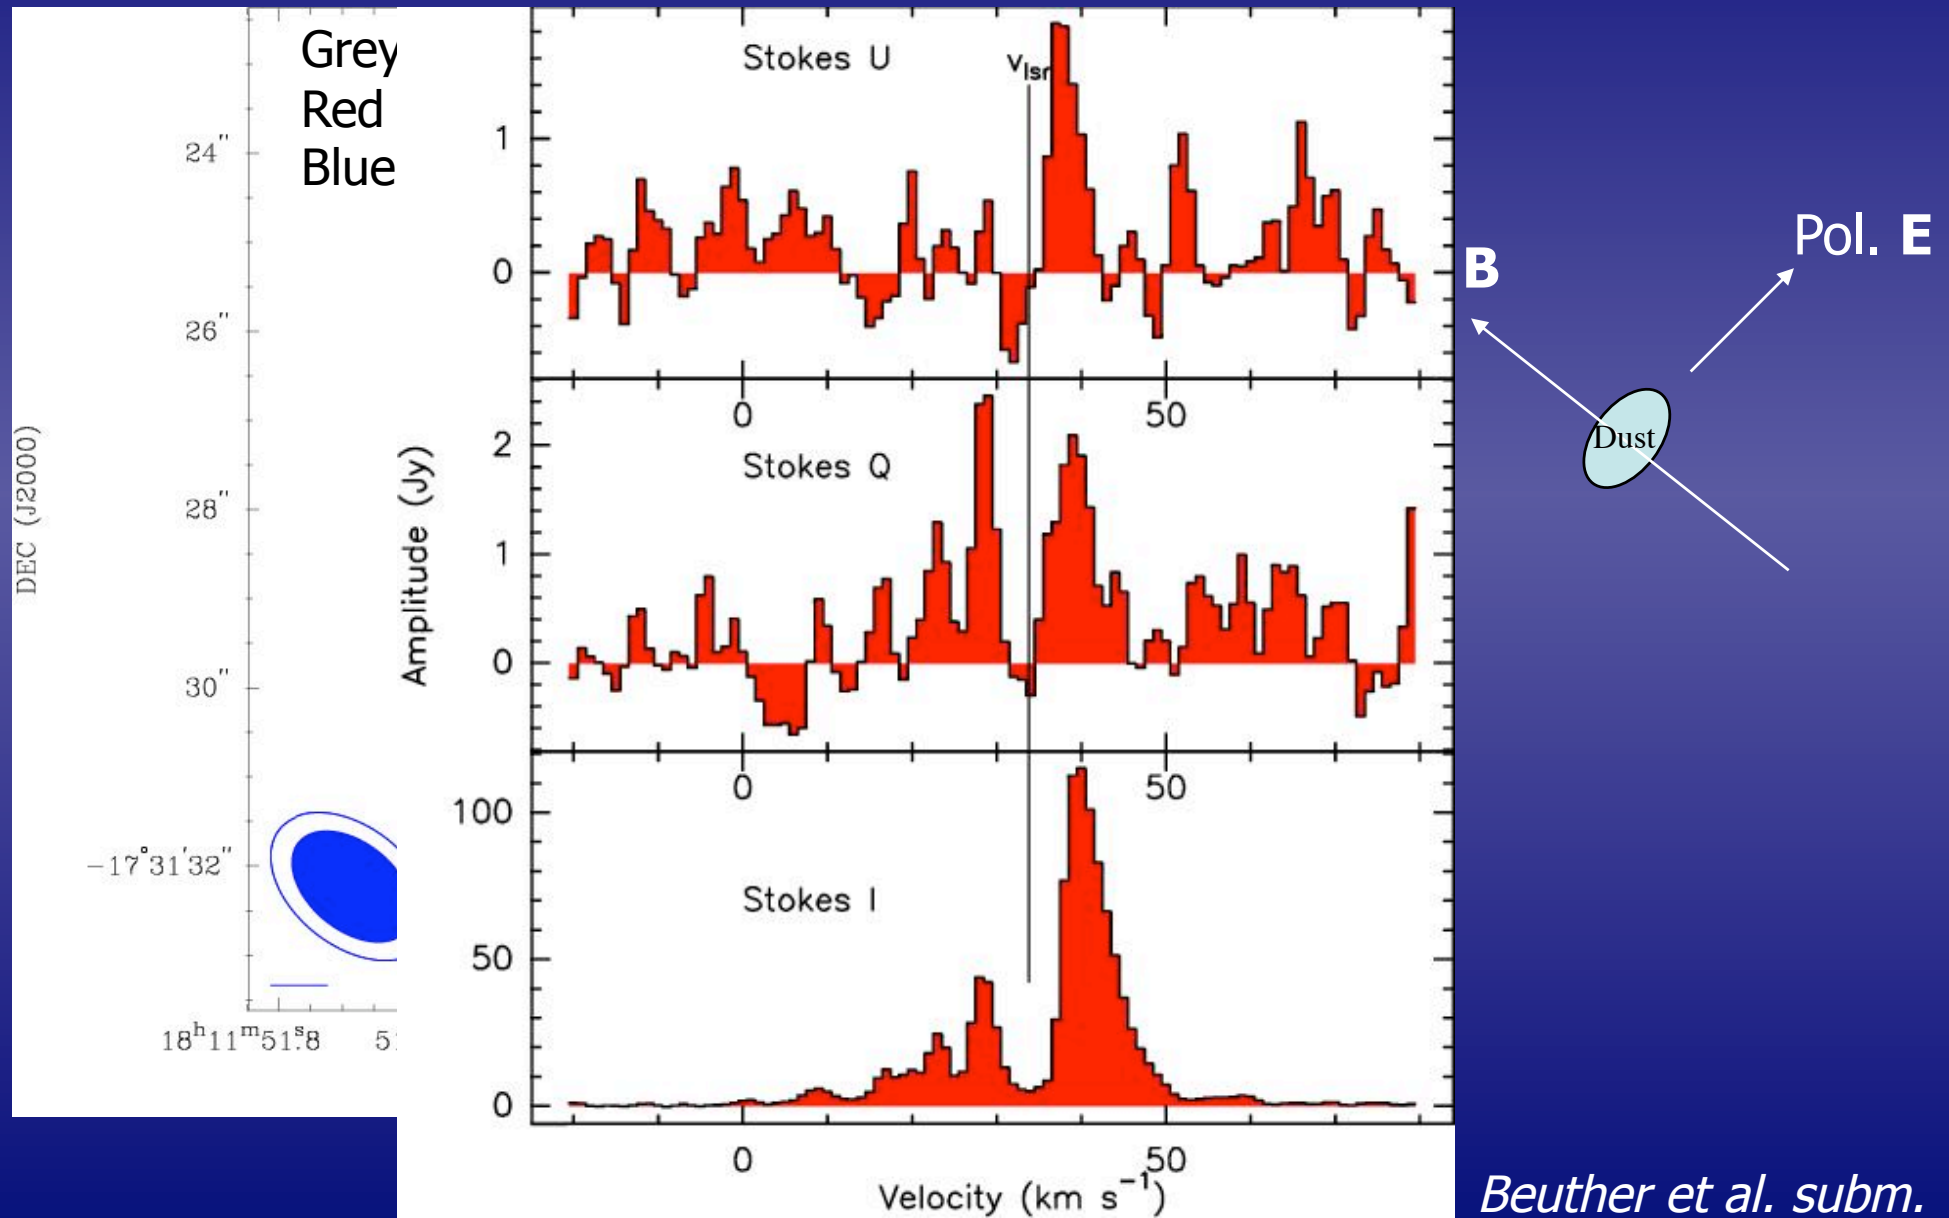 Grey
Red
Blue
DEC (J2000)
24"
26"
28"
30"
−17°31'32"
18h11m51s.8
Amplitude (Jy)
Stokes U
vlsr
1
0
0
50
Stokes Q
2
1
0
0
50
Stokes I
100
50
0
0
50
Velocity (km s−1)
B
Pol. E
Dust
Beuther et al. subm.